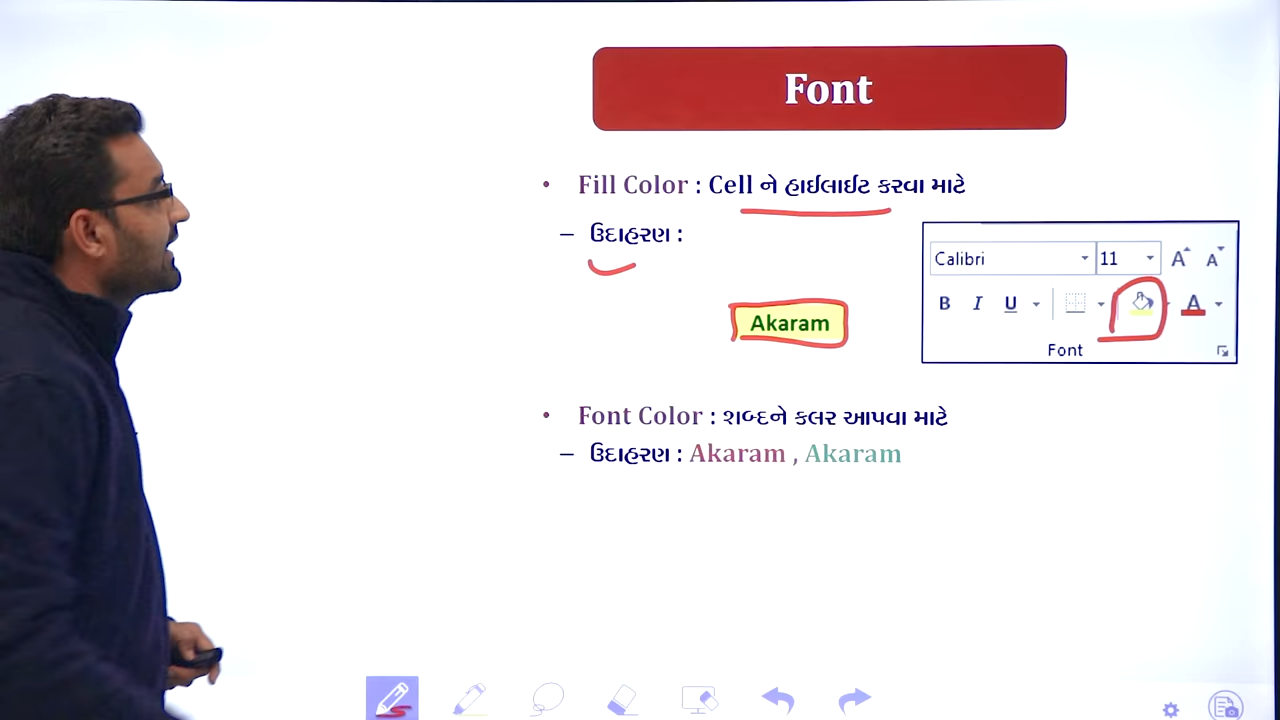 Font
• Fill Color : Cell ને હાઈલાઈટ કરવા માટે
– ઉદાહરણ :
Calibri 11 A A
B I U A
Akaram
Font
• Font Color : શબ્દને કલર આપવા માટે
– ઉદાહરણ : Akaram , Akaram